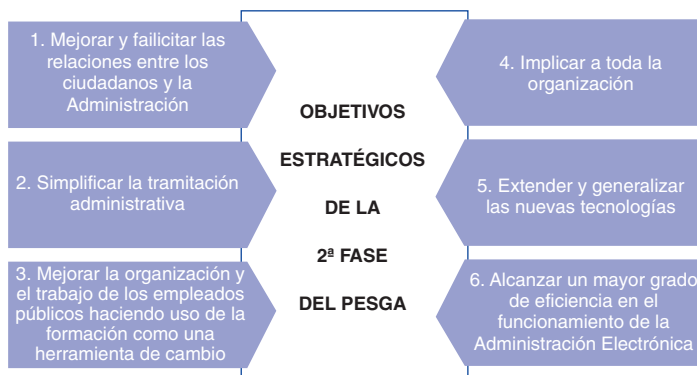 1. Mejorar y failicitar las
relaciones entre los
ciudadanos y la
Administración
2. Simplificar la tramitación
administrativa
3. Mejorar la organización y
el trabajo de los empleados
públicos haciendo uso de la
formación como una
herramienta de cambio
OBJETIVOS
ESTRATÉGICOS
DE LA
2ª FASE
DEL PESGA
4. Implicar a toda la
organización
5. Extender y generalizar
las nuevas tecnologías
6. Alcanzar un mayor grado
de eficiencia en el
funcionamiento de la
Administración Electrónica